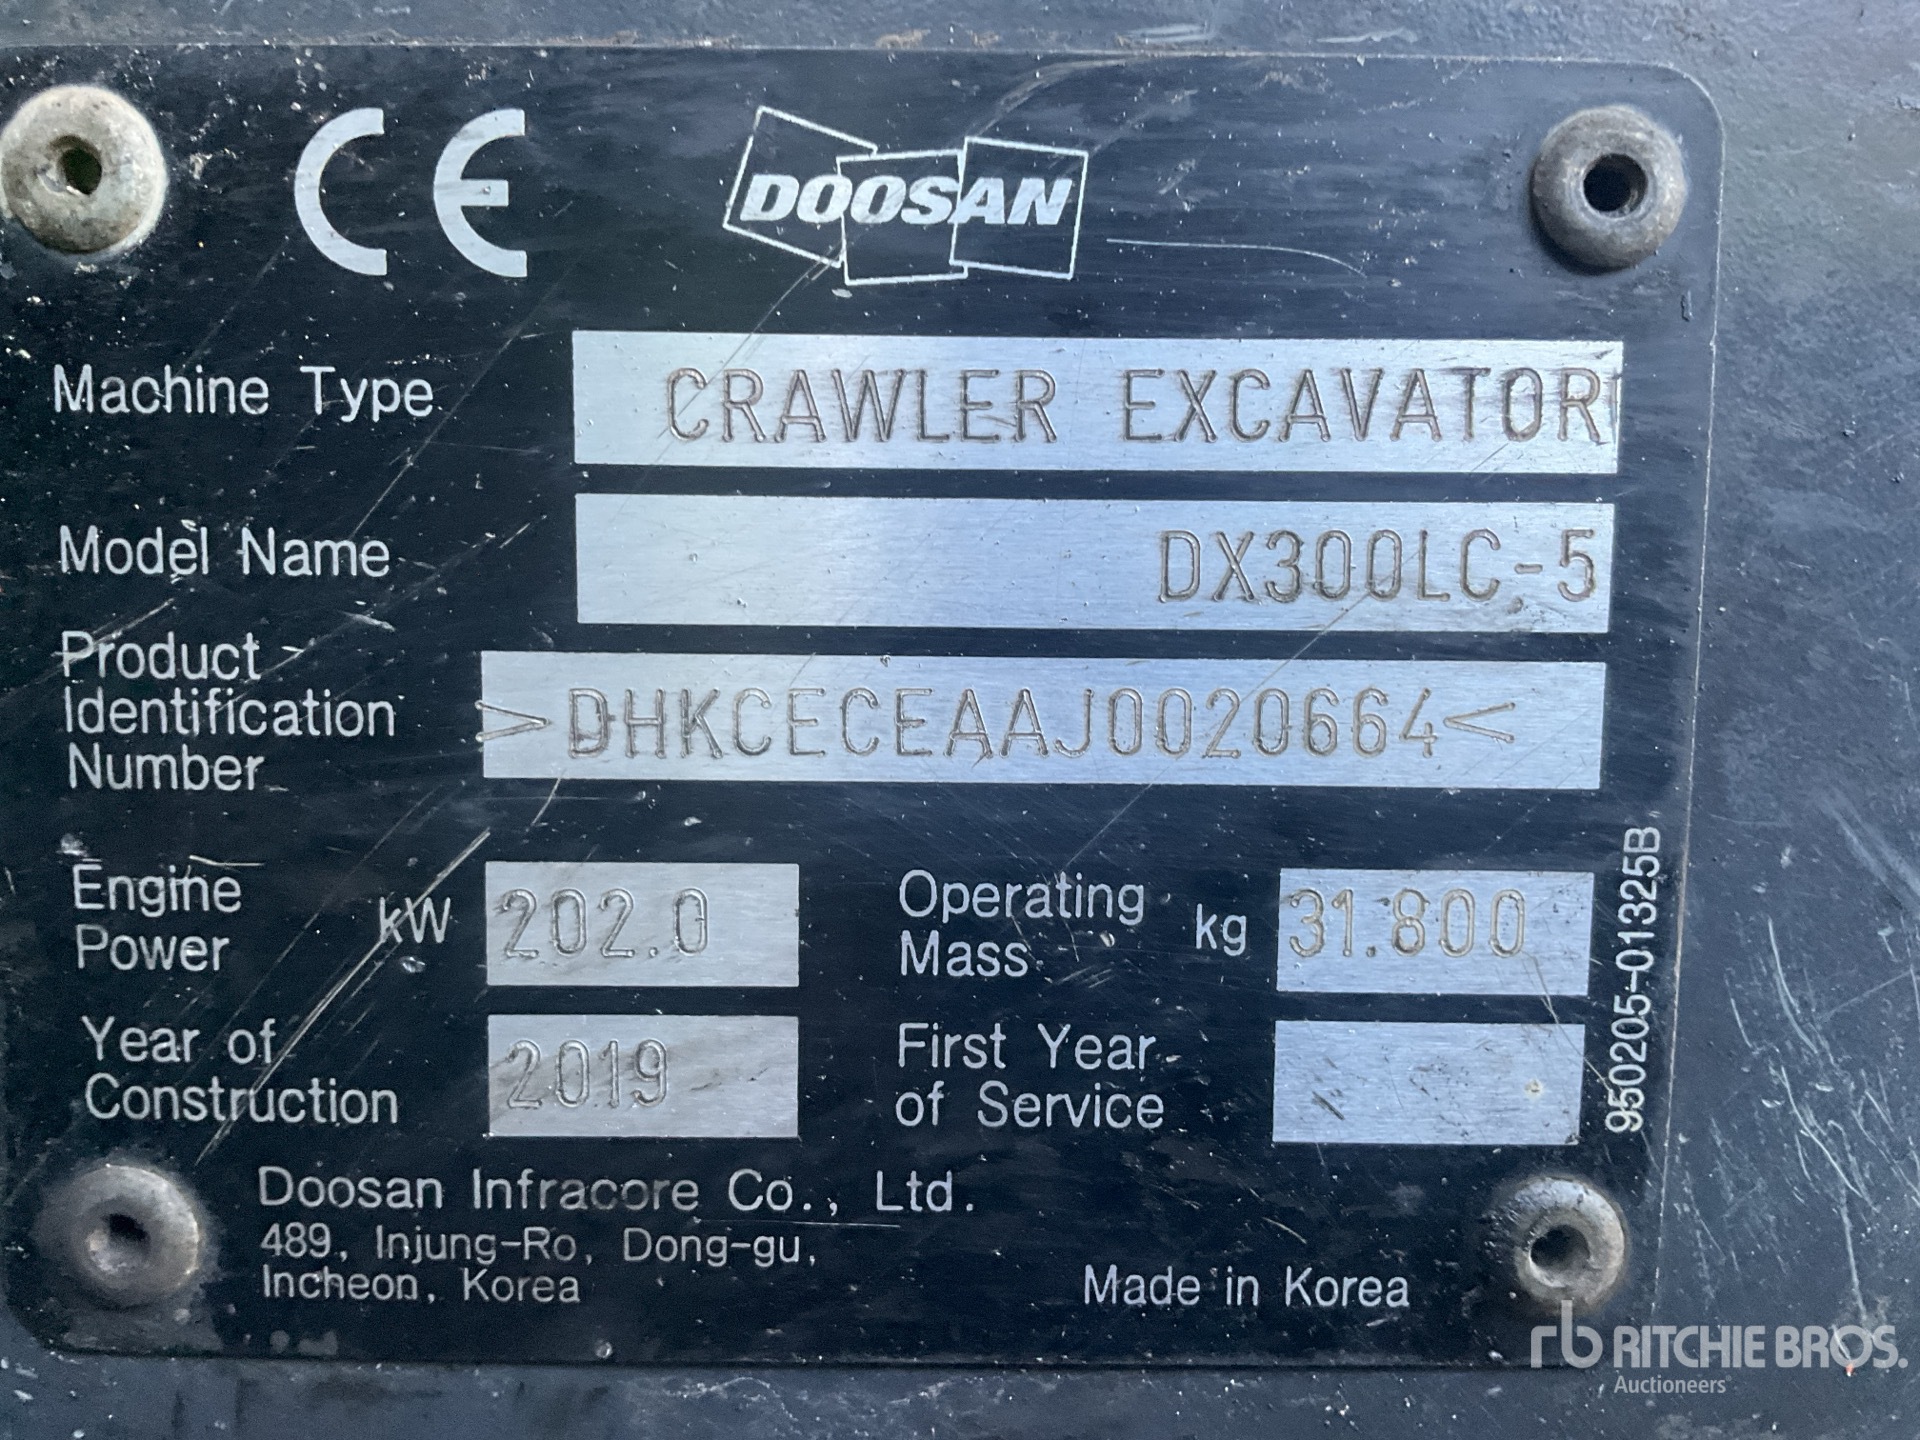 CE DOOSAN
Machine Type CRAWLER EXCAVATOR
Model Name DX300LC-5
Product
Identification
Number >DHKCECEAAJ0020664<
Engine
Power kW 202.0
Operating
Mass kg 31.800
Year of
Construction 2019
First Year
of Service
950205-01325B
Doosan Infracore Co., Ltd.
489, Injung-Ro, Dong-gu,
Incheon, Korea
Made in Korea
rb RITCHIE BROS.
Auctioneers